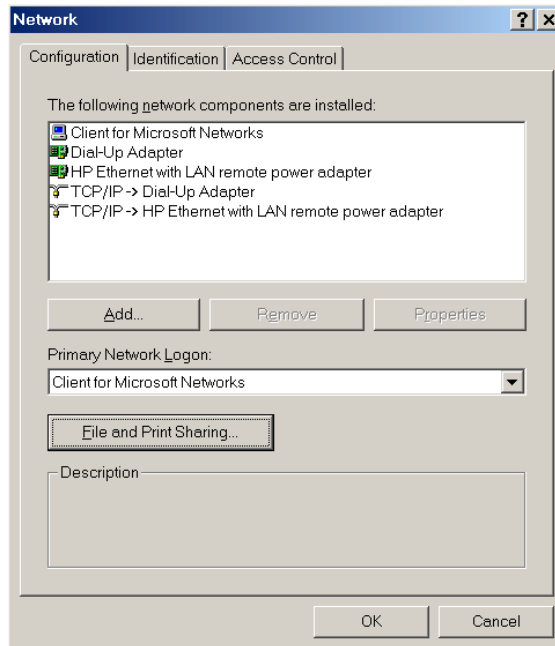 Network
Configuration Identification Access Control
The following network components are installed:
Client for Microsoft Networks
Dial-Up Adapter
HP Ethernet with LAN remote power adapter
TCP/IP -> Dial-Up Adapter
TCP/IP -> HP Ethernet with LAN remote power adapter
Add... Remove Properties
Primary Network Logon:
Client for Microsoft Networks
File and Print Sharing...
Description
OK Cancel